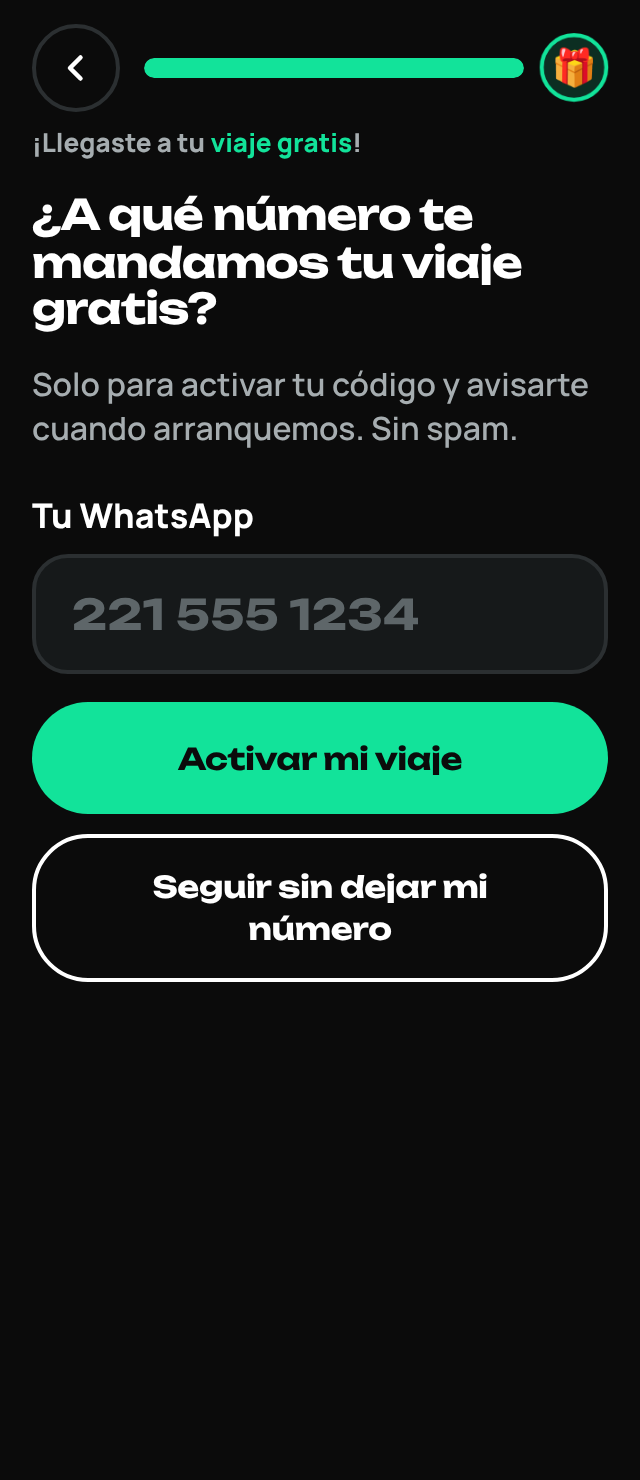 ¡Llegaste a tu viaje gratis!
¿A qué número te
mandamos tu viaje
gratis?
Solo para activar tu código y avisarte
cuando arranquemos. Sin spam.
Tu WhatsApp
221 555 1234
Activar mi viaje
Seguir sin dejar mi
número